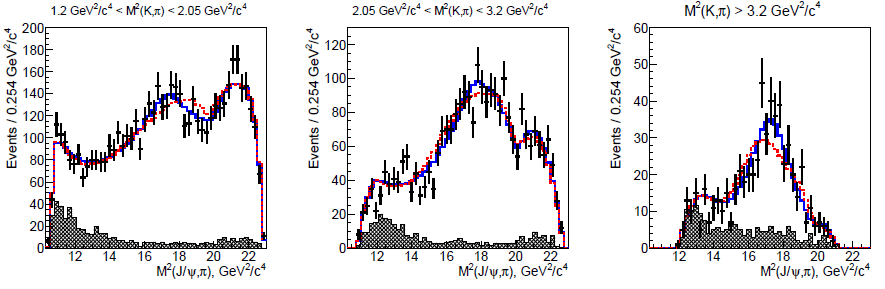 1.2 GeV²/c⁴ < M²(K,π) < 2.05 GeV²/c⁴
Events / 0.254 GeV²/c⁴
200
180
160
140
120
100
80
60
40
20
0
12 14 16 18 20 22
M²(J/ψ,π), GeV²/c⁴
2.05 GeV²/c⁴ < M²(K,π) < 3.2 GeV²/c⁴
Events / 0.254 GeV²/c⁴
120
100
80
60
40
20
0
12 14 16 18 20 22
M²(J/ψ,π), GeV²/c⁴
M²(K,π) > 3.2 GeV²/c⁴
Events / 0.254 GeV²/c⁴
60
50
40
30
20
10
0
12 14 16 18 20 22
M²(J/ψ,π), GeV²/c⁴